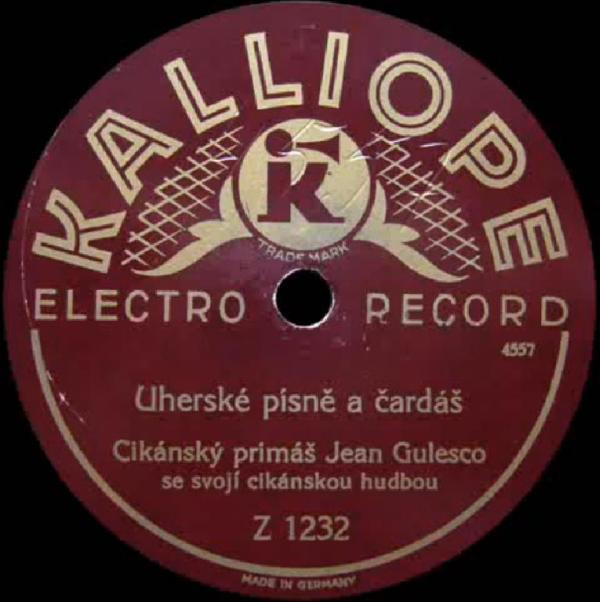 KALLIOPE
K
TRADE MARK
ELECTRO RECORD
4557
Uherské písně a čardáš
Cikánský primáš Jean Gulesco
se svojí cikánskou hudbou
Z 1232
MADE IN GERMANY